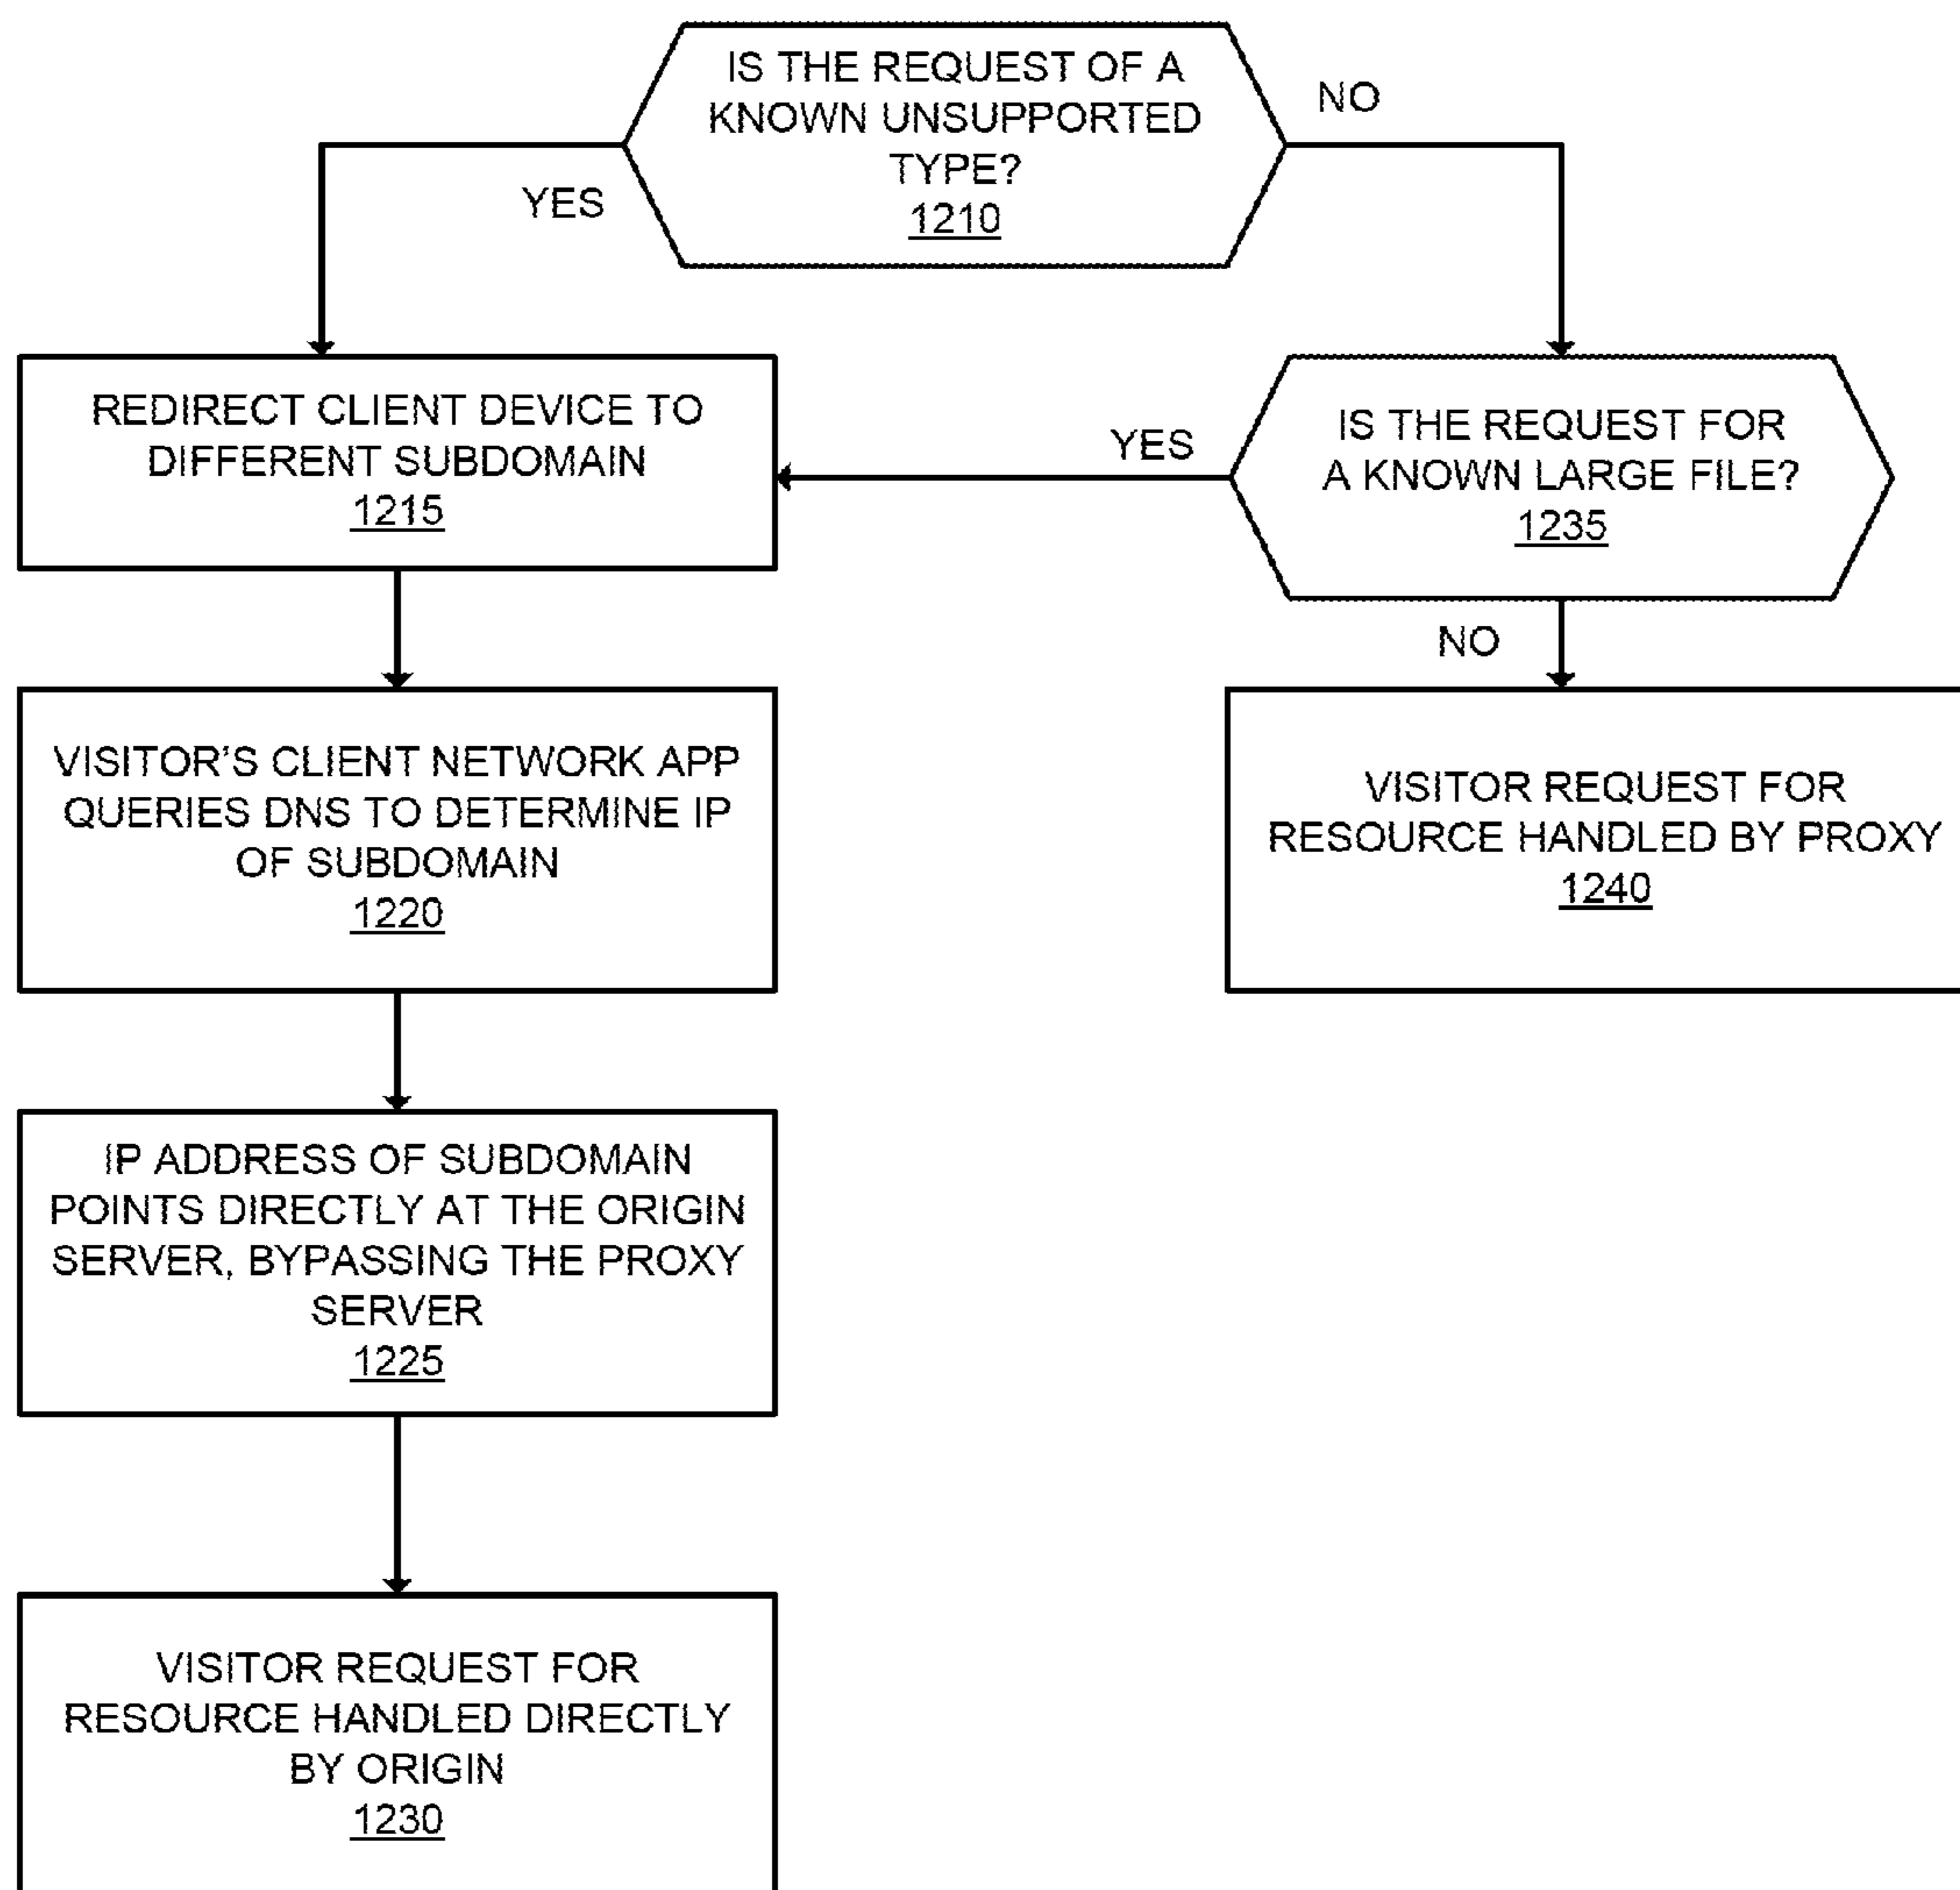 IS THE REQUEST OF A
KNOWN UNSUPPORTED
TYPE?
1210
NO
YES
REDIRECT CLIENT DEVICE TO
DIFFERENT SUBDOMAIN
1215
YES
IS THE REQUEST FOR
A KNOWN LARGE FILE?
1235
NO
VISITOR'S CLIENT NETWORK APP
QUERIES DNS TO DETERMINE IP
OF SUBDOMAIN
1220
VISITOR REQUEST FOR
RESOURCE HANDLED BY PROXY
1240
IP ADDRESS OF SUBDOMAIN
POINTS DIRECTLY AT THE ORIGIN
SERVER, BYPASSING THE PROXY
SERVER
1225
VISITOR REQUEST FOR
RESOURCE HANDLED DIRECTLY
BY ORIGIN
1230